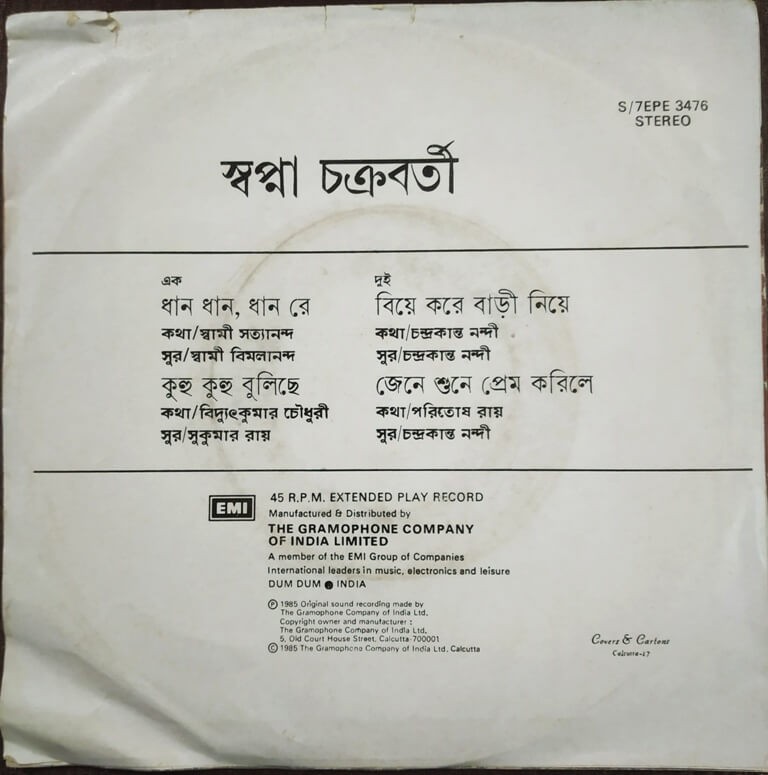 S/7EPE 3476
STEREO
স্বপ্না চক্রবর্তী
এক
ধান ধান, ধান রে
কথা/স্বামী সত্যানন্দ
সুর/স্বামী বিমলানন্দ
কুহু কুহু বুলিছে
কথা/বিদ্যুৎকুমার চৌধুরী
সুর/সুকুমার রায়
দুই
বিয়ে করে বাড়ী নিয়ে
কথা/চন্দ্রকান্ত নন্দী
সুর/চন্দ্রকান্ত নন্দী
জেনে শুনে প্রেম করিলে
কথা/পরিতোষ রায়
সুর/চন্দ্রকান্ত নন্দী
EMI
45 R.P.M. EXTENDED PLAY RECORD
Manufactured & Distributed by
THE GRAMOPHONE COMPANY
OF INDIA LIMITED
A member of the EMI Group of Companies
International leaders in music, electronics and leisure
DUM DUM ● INDIA
℗ 1985 Original sound recording made by
The Gramophone Company of India Ltd.
Copyright owner and manufacturer :
The Gramophone Company of India Ltd.
5, Old Court House Street, Calcutta-700001
© 1985 The Gramophone Company of India Ltd. Calcutta
Covers & Cartons
Calcutta-17